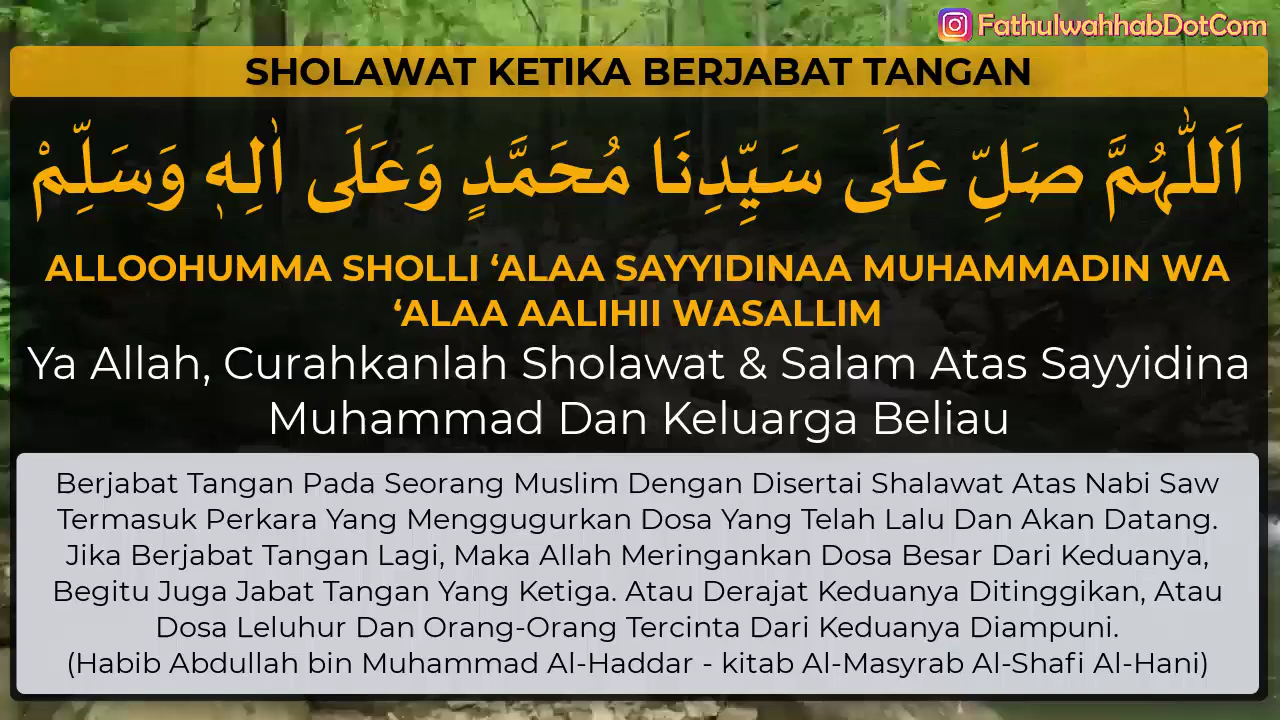 FathulwahhabDotCom
SHOLAWAT KETIKA BERJABAT TANGAN
اَللّٰهُمَّ صَلِّ عَلَى سَيِّدِنَا مُحَمَّدٍ وَعَلَى اٰلِهٖ وَسَلِّمْ
ALLOOHUMMA SHOLLI ‘ALAA SAYYIDINAA MUHAMMADIN WA
‘ALAA AALIHII WASALLIM
Ya Allah, Curahkanlah Sholawat & Salam Atas Sayyidina
Muhammad Dan Keluarga Beliau
Berjabat Tangan Pada Seorang Muslim Dengan Disertai Shalawat Atas Nabi Saw
Termasuk Perkara Yang Menggugurkan Dosa Yang Telah Lalu Dan Akan Datang.
Jika Berjabat Tangan Lagi, Maka Allah Meringankan Dosa Besar Dari Keduanya,
Begitu Juga Jabat Tangan Yang Ketiga. Atau Derajat Keduanya Ditinggikan, Atau
Dosa Leluhur Dan Orang-Orang Tercinta Dari Keduanya Diampuni.
(Habib Abdullah bin Muhammad Al-Haddar - kitab Al-Masyrab Al-Shafi Al-Hani)